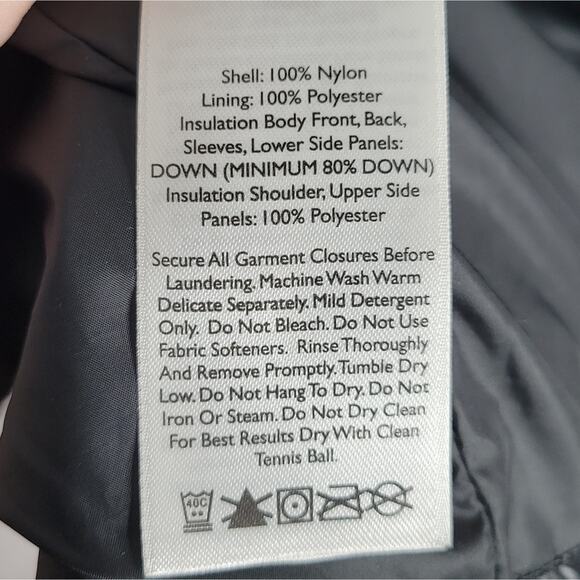 Shell: 100% Nylon
Lining: 100% Polyester
Insulation Body Front, Back,
Sleeves, Lower Side Panels:
DOWN (MINIMUM 80% DOWN)
Insulation Shoulder, Upper Side
Panels: 100% Polyester
Secure All Garment Closures Before
Laundering. Machine Wash Warm
Delicate Separately. Mild Detergent
Only. Do Not Bleach. Do Not Use
Fabric Softeners. Rinse Thoroughly
And Remove Promptly. Tumble Dry
Low. Do Not Hang To Dry. Do Not
Iron Or Steam. Do Not Dry Clean
For Best Results Dry With Clean
Tennis Ball.
40C